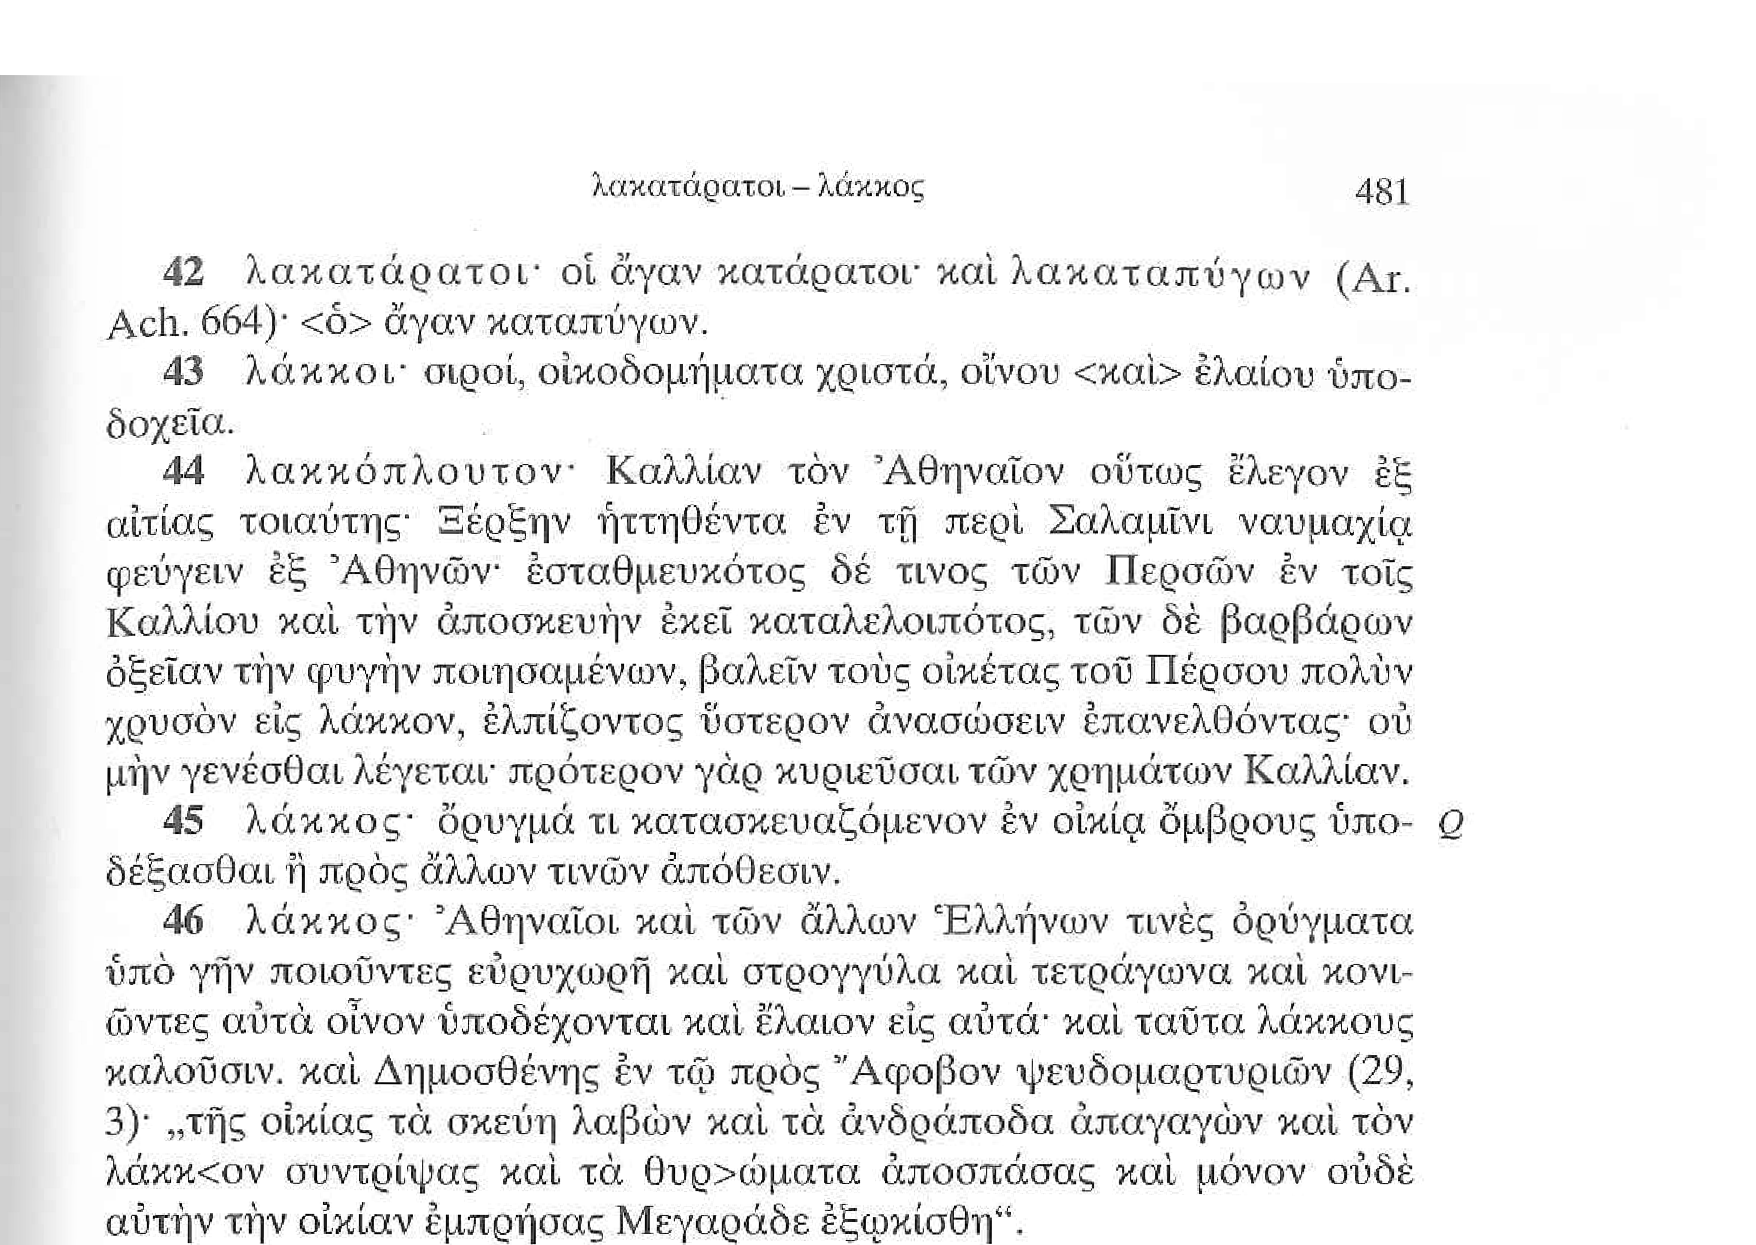 λακατάρατοι – λάκκος 481
42 λακατάρατοι· οἱ ἄγαν κατάρατοι· καὶ λακαταπύγων (Ar.
Ach. 664)· <ὁ> ἄγαν καταπύγων.
43 λάκκοι· σιροί, οἰκοδομήματα χριστά, οἴνου <καὶ> ἐλαίου ὑπο-
δοχεῖα.
44 λακκόπλουτον· Καλλίαν τὸν Ἀθηναῖον οὕτως ἔλεγον ἐξ
αἰτίας τοιαύτης· Ξέρξην ἡττηθέντα ἐν τῇ περὶ Σαλαμῖνι ναυμαχίᾳ
φεύγειν ἐξ Ἀθηνῶν· ἐσταθμευκότος δέ τινος τῶν Περσῶν ἐν τοῖς
Καλλίου καὶ τὴν ἀποσκευὴν ἐκεῖ καταλελοιπότος, τῶν δὲ βαρβάρων
ὀξεῖαν τὴν φυγὴν ποιησαμένων, βαλεῖν τοὺς οἰκέτας τοῦ Πέρσου πολὺν
χρυσὸν εἰς λάκκον, ἐλπίζοντος ὕστερον ἀνασώσειν ἐπανελθόντας· οὐ
μὴν γενέσθαι λέγεται· πρότερον γὰρ κυριεῦσαι τῶν χρημάτων Καλλίαν.
45 λάκκος· ὄρυγμά τι κατασκευαζόμενον ἐν οἰκίᾳ ὄμβρους ὑπο- Q
δέξασθαι ἢ πρὸς ἄλλων τινῶν ἀπόθεσιν.
46 λάκκος· Ἀθηναῖοι καὶ τῶν ἄλλων Ἑλλήνων τινὲς ὀρύγματα
ὑπὸ γῆν ποιοῦντες εὐρυχωρῆ καὶ στρογγύλα καὶ τετράγωνα καὶ κονι-
ῶντες αὐτὰ οἶνον ὑποδέχονται καὶ ἔλαιον εἰς αὐτά· καὶ ταῦτα λάκκους
καλοῦσιν. καὶ Δημοσθένης ἐν τῷ πρὸς Ἄφοβον ψευδομαρτυριῶν (29,
3)· „τῆς οἰκίας τὰ σκεύη λαβὼν καὶ τὰ ἀνδράποδα ἀπαγαγὼν καὶ τὸν
λάκκ<ον συντρίψας καὶ τὰ θυρ>ώματα ἀποσπάσας καὶ μόνον οὐδὲ
αὐτὴν τὴν οἰκίαν ἐμπρήσας Μεγαράδε ἐξῳκίσθη“.